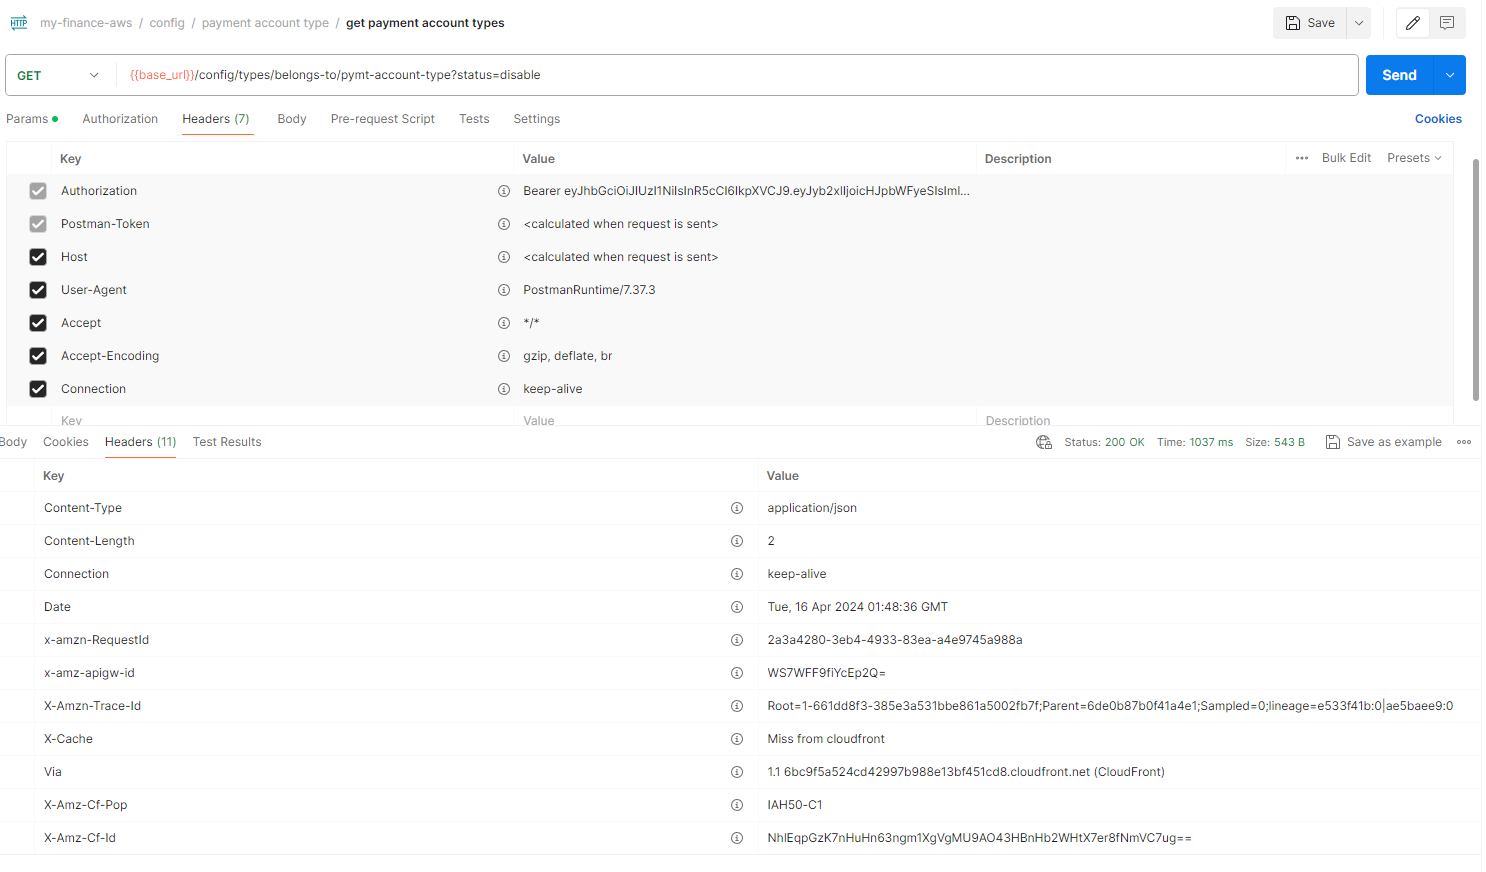 HTTP my-finance-aws / config / payment account type / get payment account types Save
GET {{base_url}}/config/types/belongs-to/pymt-account-type?status=disable Send
Params Authorization Headers (7) Body Pre-request Script Tests Settings Cookies
Key Value Description ••• Bulk Edit Presets
Authorization Bearer eyJhbGciOiJIUzI1NiIsInR5cCI6IkpXVCJ9.eyJyb2xlIjoicHJpbWFyeSIsImI...
Postman-Token <calculated when request is sent>
Host <calculated when request is sent>
User-Agent PostmanRuntime/7.37.3
Accept */*
Accept-Encoding gzip, deflate, br
Connection keep-alive
Key Value Description
Body Cookies Headers (11) Test Results Status: 200 OK Time: 1037 ms Size: 543 B Save as example
Key Value
Content-Type application/json
Content-Length 2
Connection keep-alive
Date Tue, 16 Apr 2024 01:48:36 GMT
x-amzn-RequestId 2a3a4280-3eb4-4933-83ea-a4e9745a988a
x-amz-apigw-id WS7WFF9fiYcEp2Q=
X-Amzn-Trace-Id Root=1-661dd8f3-385e3a531bbe861a5002fb7f;Parent=6de0b87b0f41a4e1;Sampled=0;lineage=e533f41b:0|ae5baee9:0
X-Cache Miss from cloudfront
Via 1.1 6bc9f5a524cd42997b988e13bf451cd8.cloudfront.net (CloudFront)
X-Amz-Cf-Pop IAH50-C1
X-Amz-Cf-Id NhlEqpGzK7nHuHn63ngm1XgVgMU9AO43HBnHb2WHtX7er8fNmVC7ug==